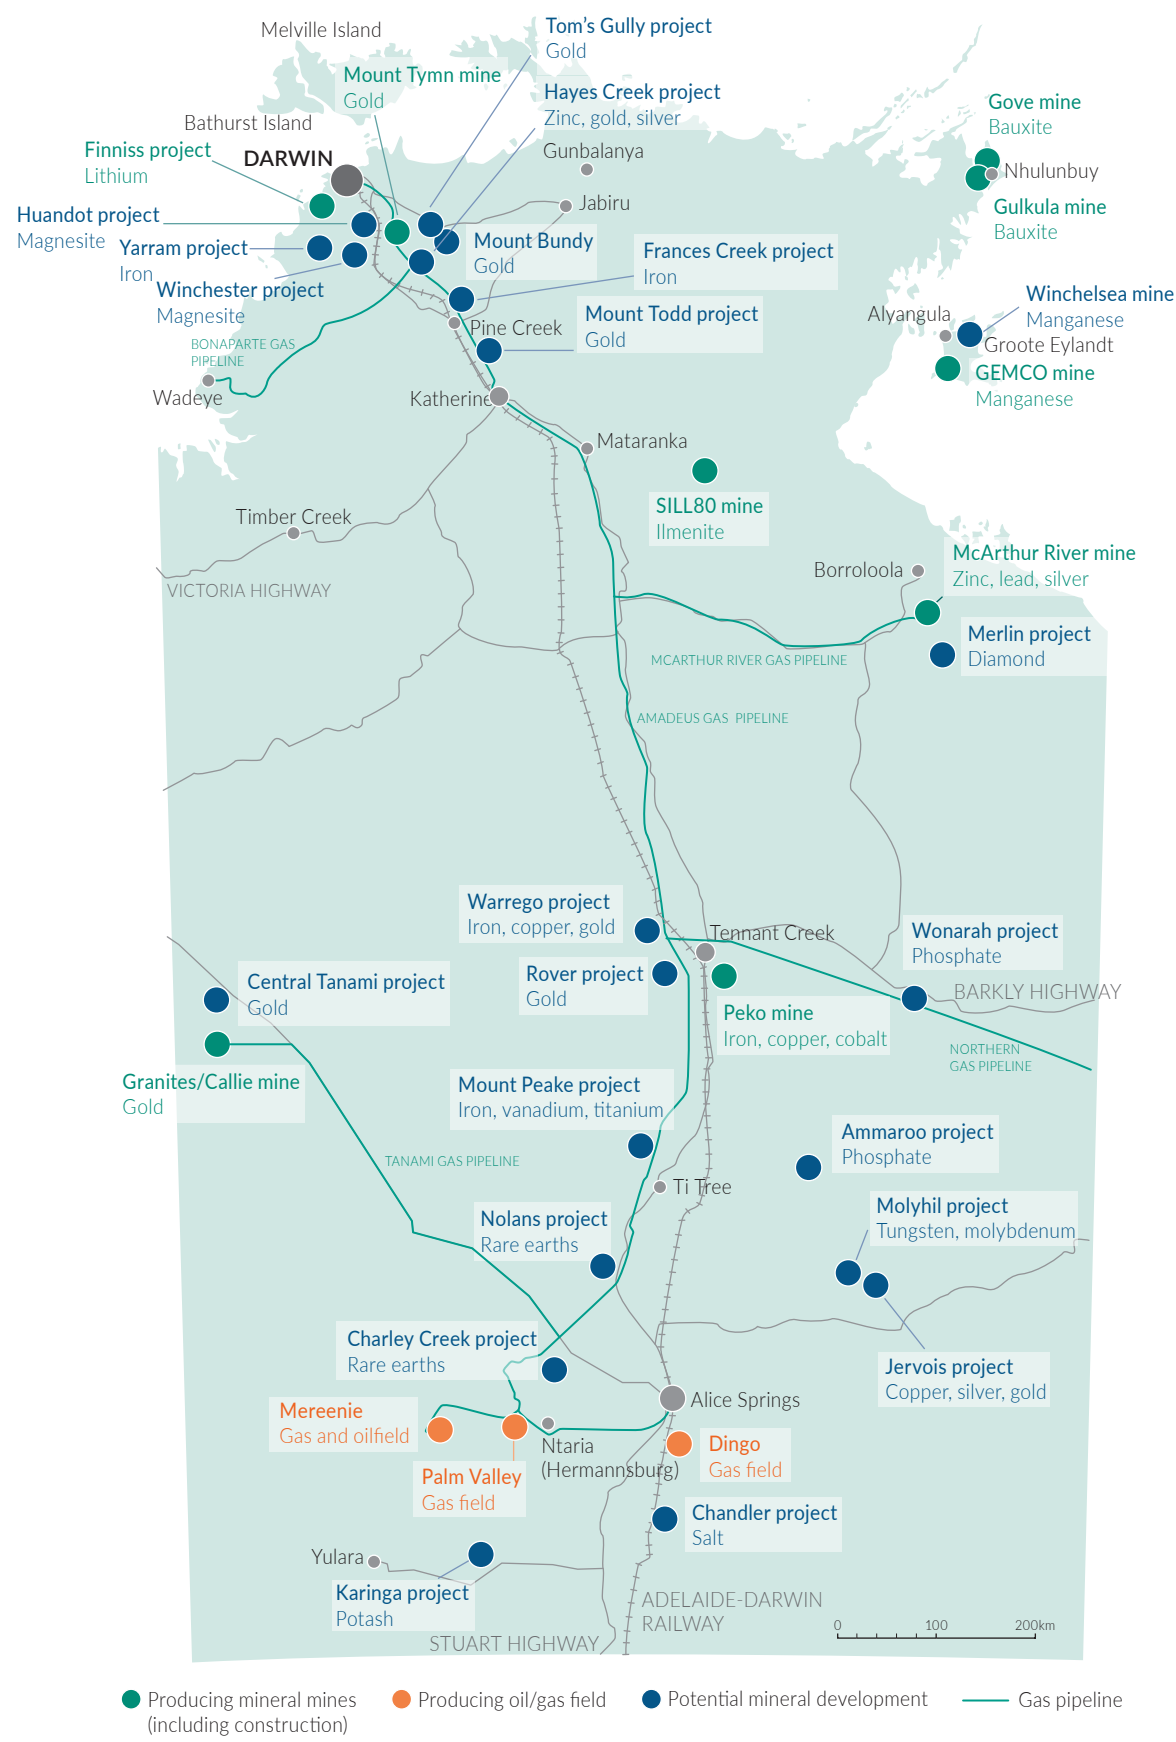 Melville Island
Tom's Gully project
Gold
Mount Tymn mine
Gold
Hayes Creek project
Zinc, gold, silver
Gove mine
Bauxite
Bathurst Island
Finniss project
Lithium
DARWIN
Gunbalanya
Nhulunbuy
Jabiru
Gulkula mine
Bauxite
Huandot project
Magnesite
Yarram project
Iron
Mount Bundy
Gold
Frances Creek project
Iron
Winchester project
Magnesite
Winchelsea mine
Manganese
Mount Todd project
Gold
Alyangula
Pine Creek
Groote Eylandt
BONAPARTE GAS
PIPELINE
GEMCO mine
Manganese
Wadeye
Katherine
Mataranka
SILL80 mine
Ilmenite
Timber Creek
McArthur River mine
Zinc, lead, silver
Borroloola
VICTORIA HIGHWAY
Merlin project
Diamond
MCARTHUR RIVER GAS PIPELINE
AMADEUS GAS PIPELINE
Warrego project
Iron, copper, gold
Tennant Creek
Wonarah project
Phosphate
Rover project
Gold
Central Tanami project
Gold
BARKLY HIGHWAY
Peko mine
Iron, copper, cobalt
NORTHERN
GAS PIPELINE
Granites/Callie mine
Gold
Mount Peake project
Iron, vanadium, titanium
Ammaroo project
Phosphate
TANAMI GAS PIPELINE
Ti Tree
Molyhil project
Tungsten, molybdenum
Nolans project
Rare earths
Charley Creek project
Rare earths
Jervois project
Copper, silver, gold
Alice Springs
Mereenie
Gas and oilfield
Ntaria
(Hermannsburg)
Dingo
Gas field
Palm Valley
Gas field
Chandler project
Salt
Yulara
Karinga project
Potash
ADELAIDE-DARWIN
RAILWAY
STUART HIGHWAY
0 100 200km
Producing mineral mines
(including construction)
Producing oil/gas field
Potential mineral development
Gas pipeline